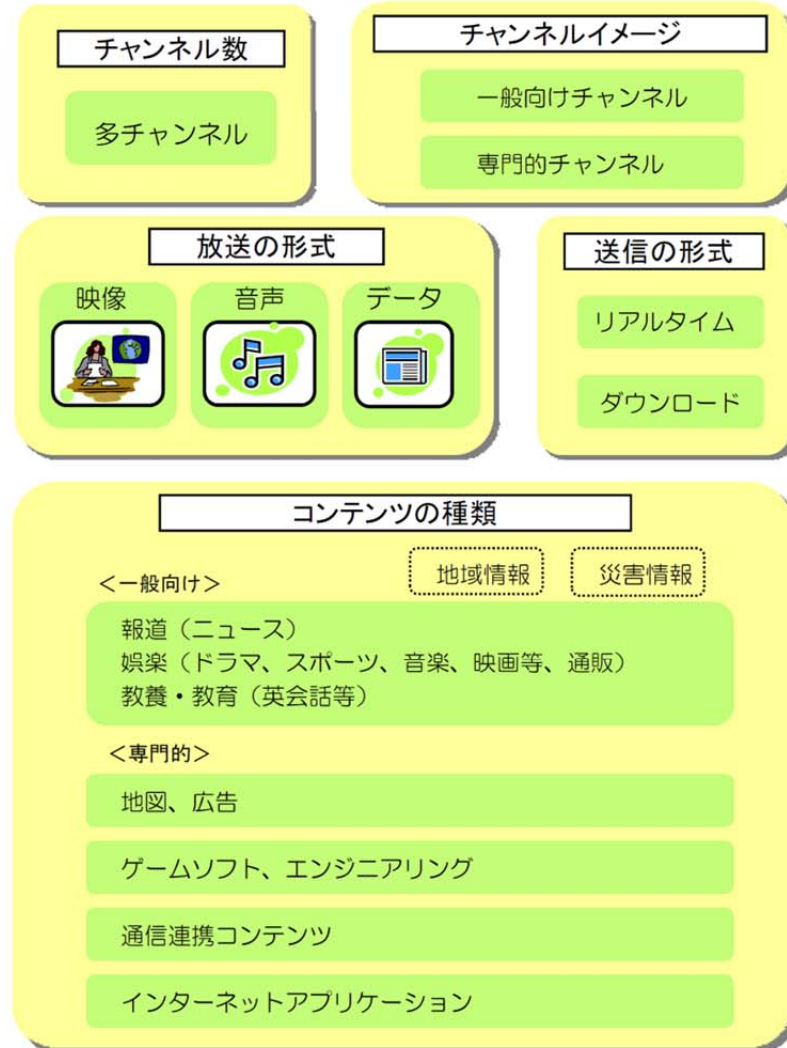 チャンネル数
多チャンネル
チャンネルイメージ
一般向けチャンネル
専門的チャンネル
放送の形式
映像
音声
データ
送信の形式
リアルタイム
ダウンロード
コンテンツの種類
＜一般向け＞
地域情報
災害情報
報道（ニュース）
娯楽（ドラマ、スポーツ、音楽、映画等、通販）
教養・教育（英会話等）
＜専門的＞
地図、広告
ゲームソフト、エンジニアリング
通信連携コンテンツ
インターネットアプリケーション